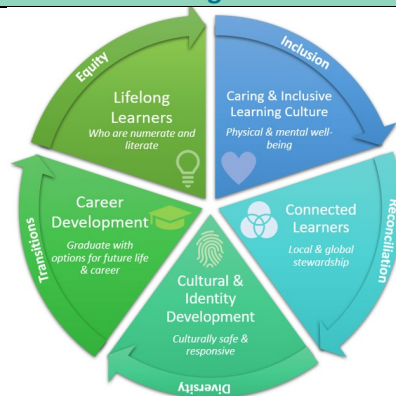 Equity
Inclusion
Lifelong
Learners
Who are numerate and
literate
Caring & Inclusive
Learning Culture
Physical & mental well-
being
Career
Development
Graduate with
options for future life
& career
Connected
Learners
Local & global
stewardship
Transitions
Reconciliation
Cultural &
Identity
Development
Culturally safe &
responsive
Diversity